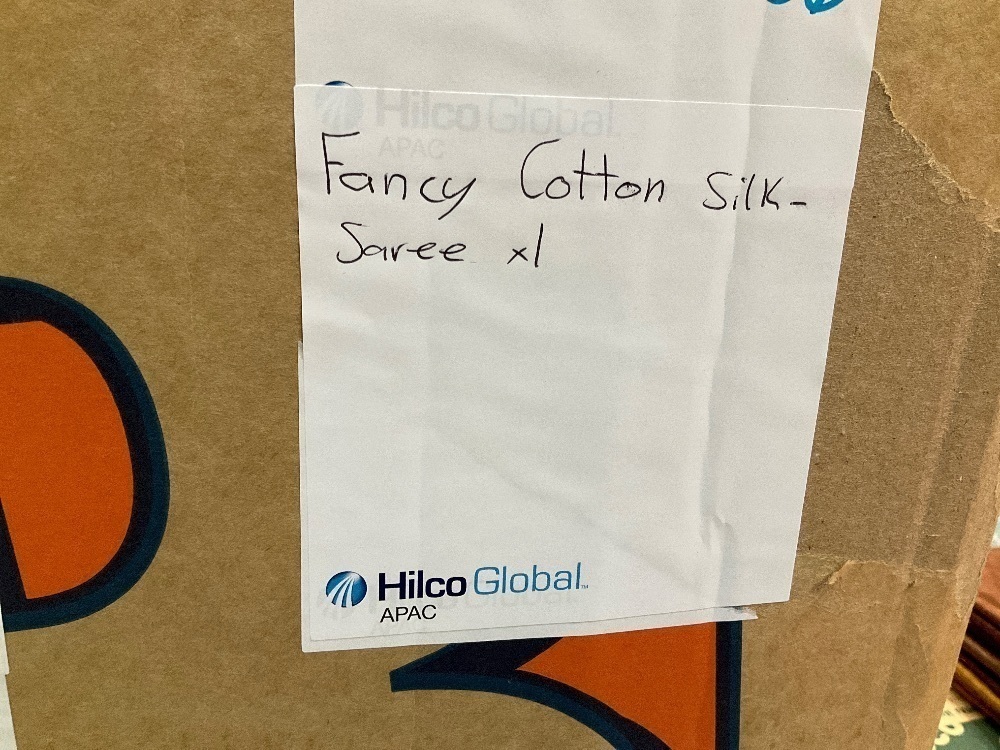 Hilco Global
APAC
Fancy Cotton Silk-
Saree x1
Hilco Global
APAC